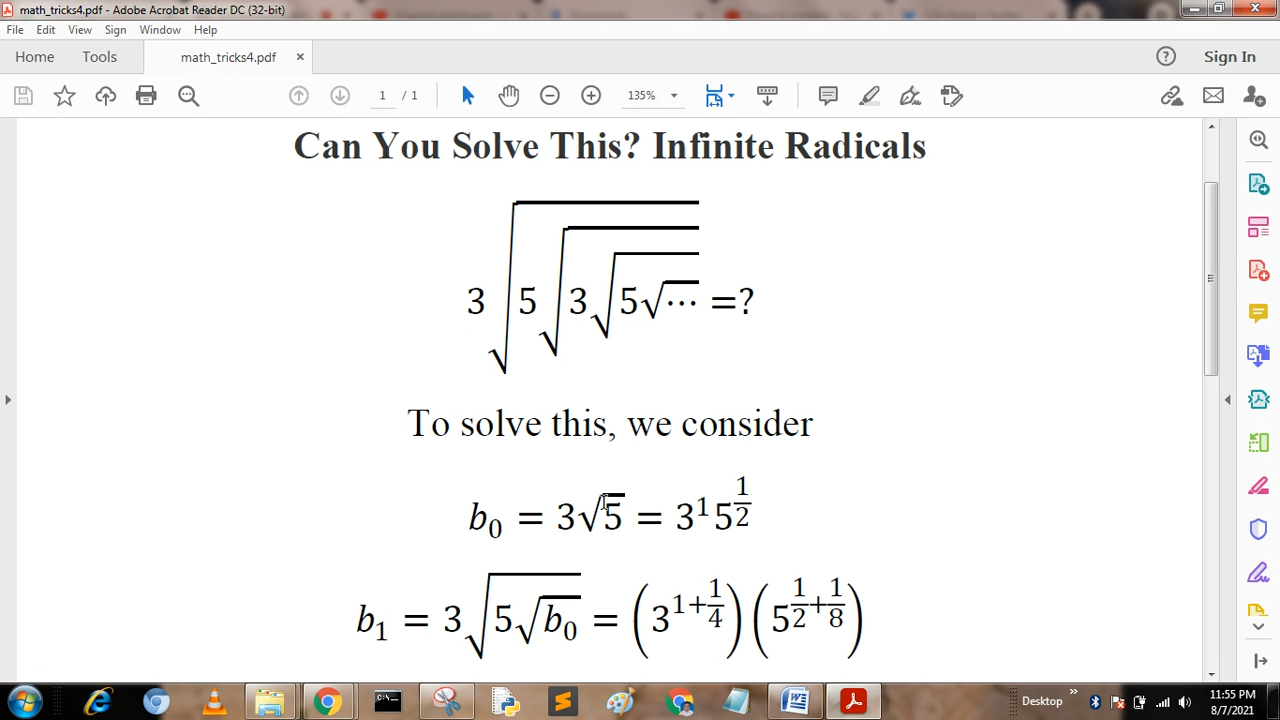 math_tricks4.pdf - Adobe Acrobat Reader DC (32-bit)
File Edit View Sign Window Help
Home Tools math_tricks4.pdf × Sign In
1 / 1 135%
Can You Solve This? Infinite Radicals
3√(5√(3√(5√⋯))) =?
To solve this, we consider
b₀ = 3√5 = 3¹5^(1/2)
b₁ = 3√(5√b₀) = (3^(1+1/4))(5^(1/2+1/8))
Desktop
11:55 PM
8/7/2021